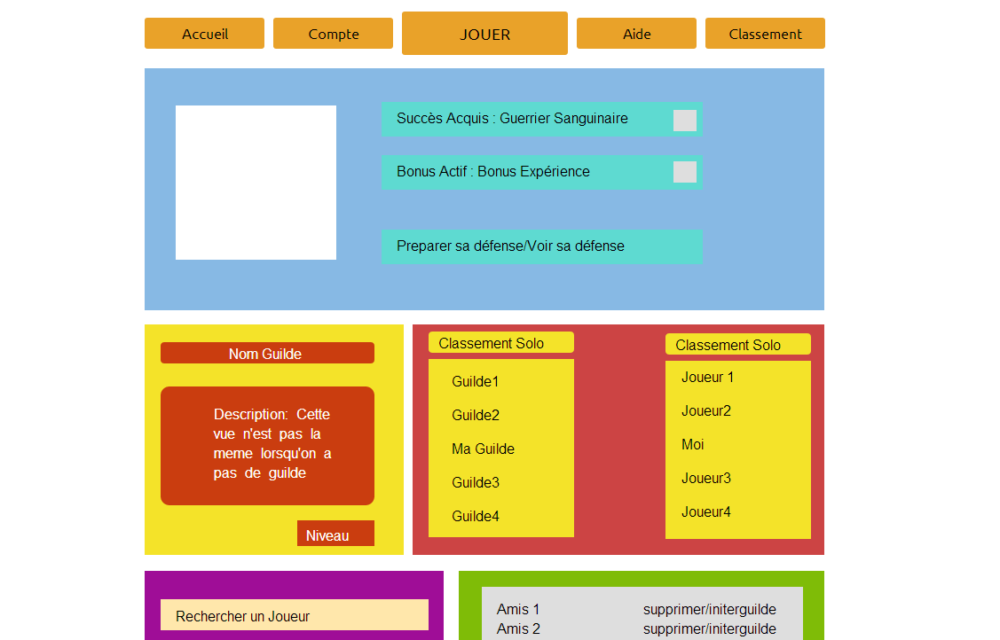 Accueil
Compte
JOUER
Aide
Classement
Succès Acquis : Guerrier Sanguinaire
Bonus Actif : Bonus Expérience
Preparer sa défense/Voir sa défense
Nom Guilde
Description: Cette
vue n'est pas la
meme lorsqu'on a
pas de guilde
Niveau
Classement Solo
Guilde1
Guilde2
Ma Guilde
Guilde3
Guilde4
Classement Solo
Joueur 1
Joueur2
Moi
Joueur3
Joueur4
Rechercher un Joueur
Amis 1 supprimer/initerguilde
Amis 2 supprimer/initerguilde